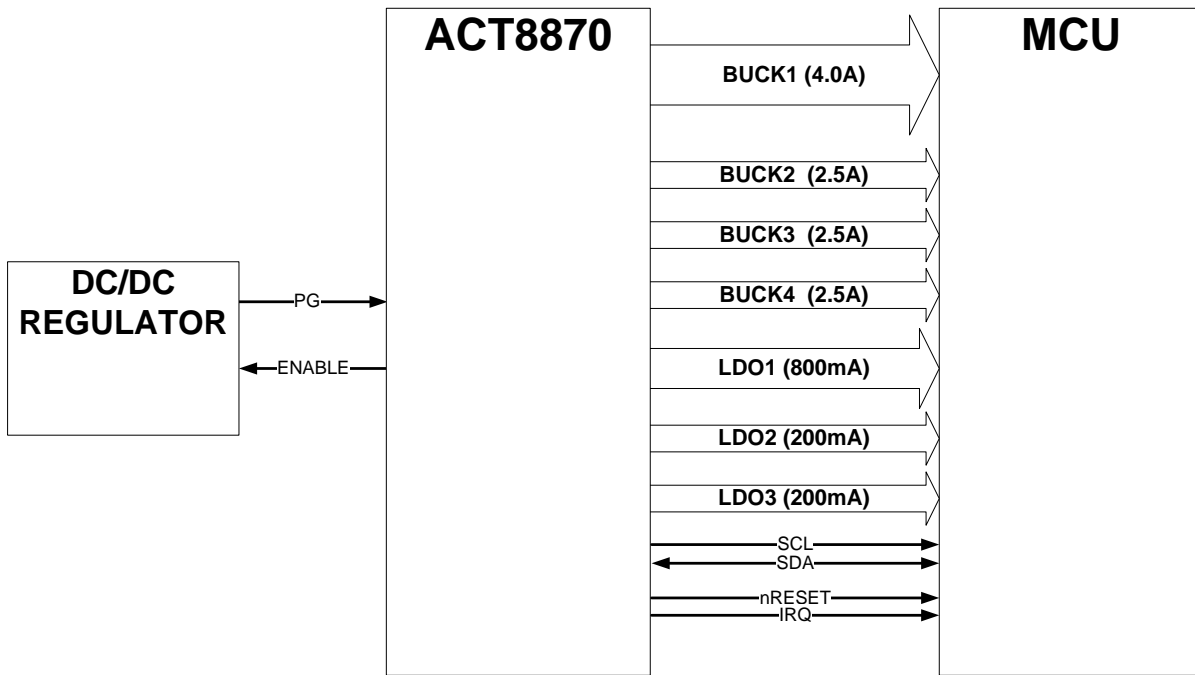 ACT8870
MCU
BUCK1 (4.0A)
BUCK2 (2.5A)
BUCK3 (2.5A)
DC/DC
REGULATOR
PG
BUCK4 (2.5A)
ENABLE
LDO1 (800mA)
LDO2 (200mA)
LDO3 (200mA)
SCL
SDA
nRESET
IRQ